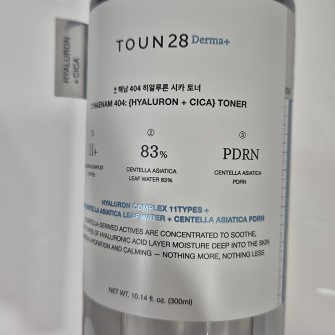 TOUN28 Derma+
HYALURON
+ CICA
±해남 404 히알루론 시카 토너
± HAENAM 404: {HYALURON + CICA} TONER
② ③
11+ 83% PDRN
CENTELLA ASIATICA CENTELLA ASIATICA
LEAF WATER 83% PDRN
HYALURON COMPLEX 11TYPES +
ASIATICA LEAF WATER + CENTELLA ASIATICA PDRN
ACTIVES ARE CONCENTRATED TO SOOTHE,
OF HYALURONIC ACID LAYER MOISTURE DEEP INTO THE SKIN
AND CALMING — NOTHING MORE, NOTHING LESS
NET WT. 10.14 fl. oz. (300ml)